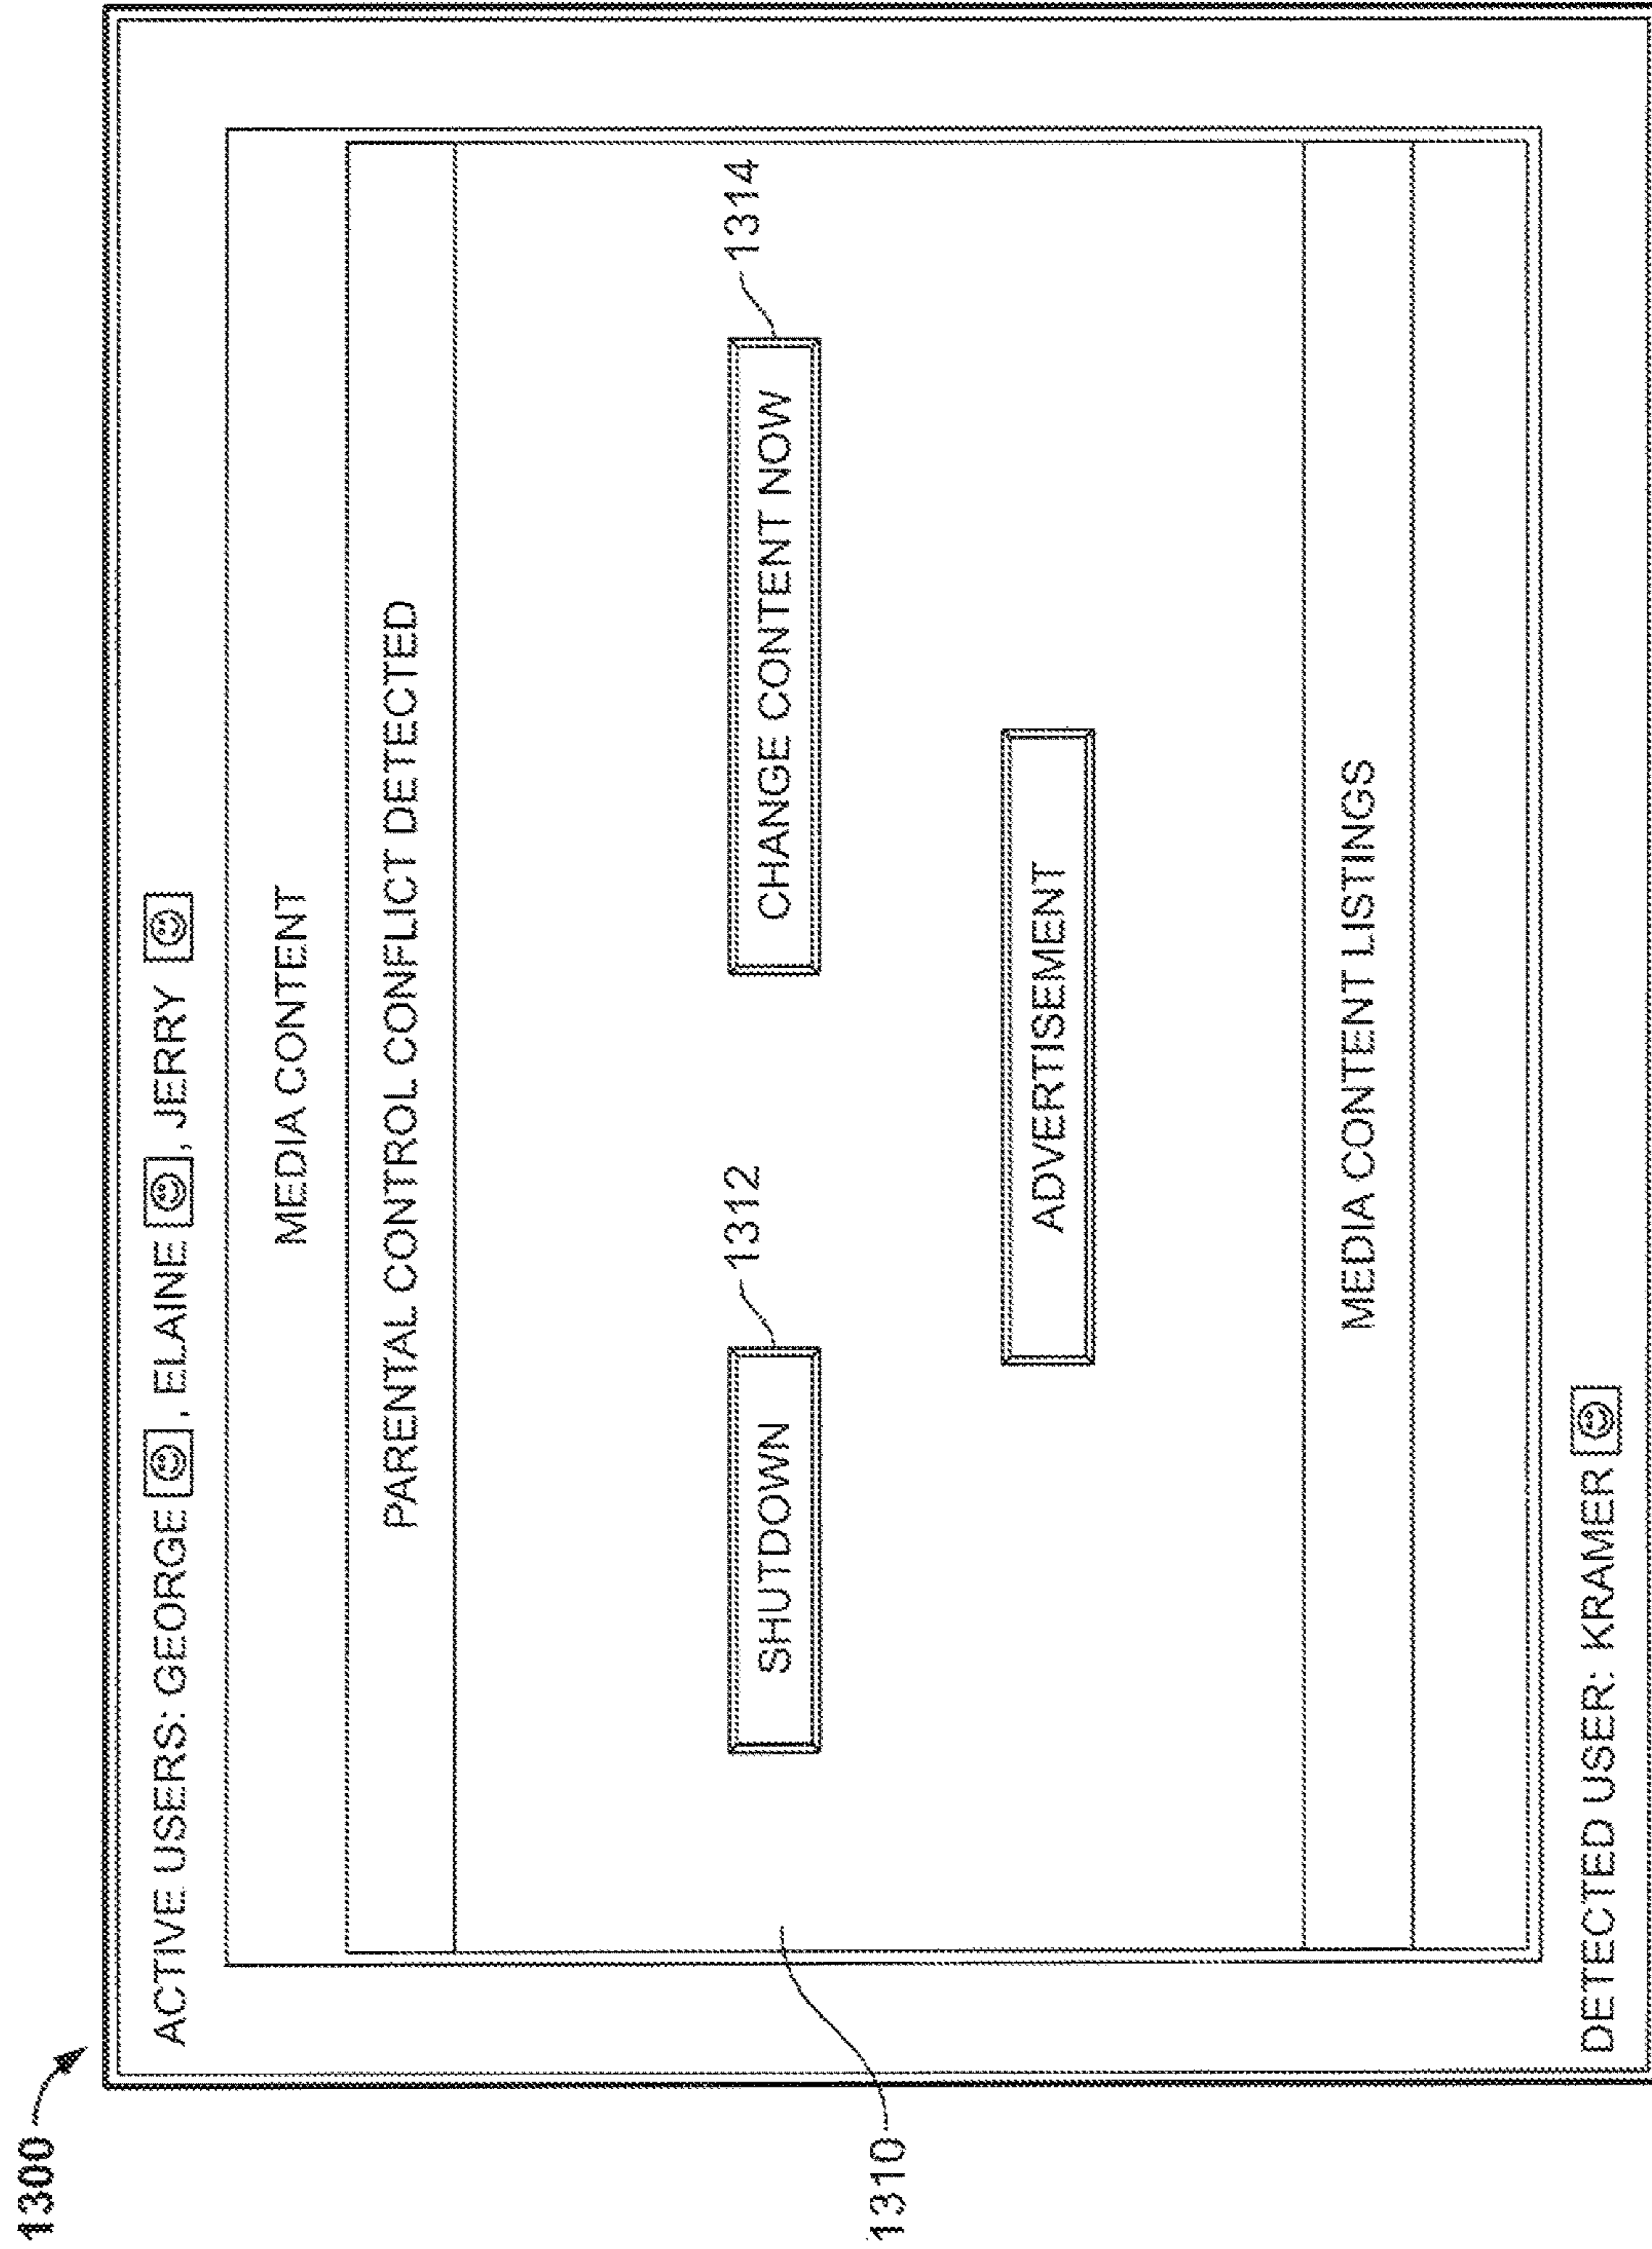 1300
ACTIVE USERS: GEORGE , ELAINE , JERRY
MEDIA CONTENT
PARENTAL CONTROL CONFLICT DETECTED
1312
1314
SHUTDOWN
CHANGE CONTENT NOW
1310
ADVERTISEMENT
MEDIA CONTENT LISTINGS
DETECTED USER: KRAMER